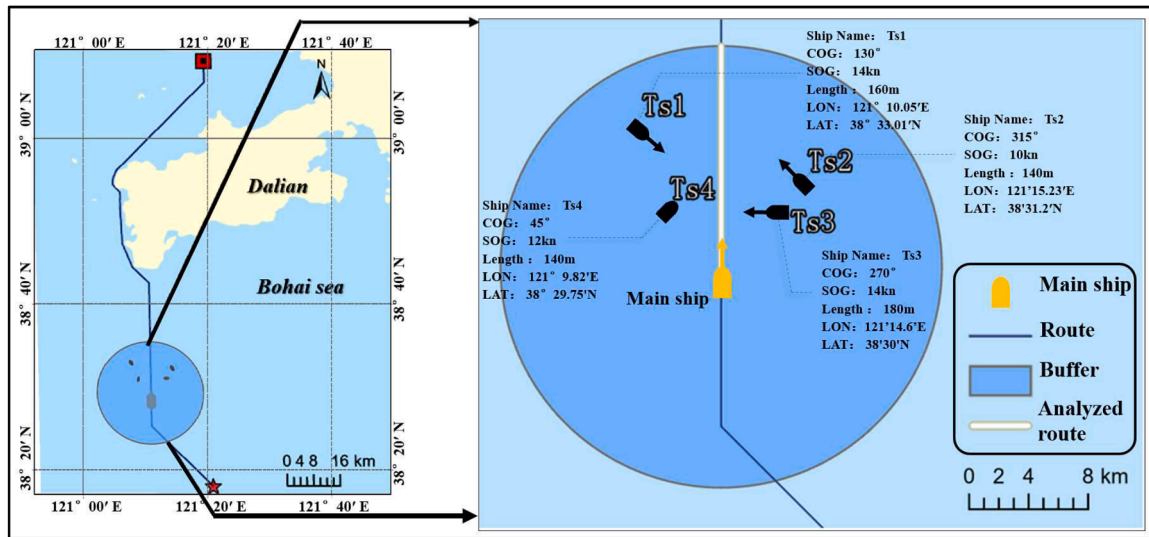 121° 00′ E
121° 20′ E
121° 40′ E
N
39° 00′ N
39° 00′ N
Dalian
38° 40′ N
38° 40′ N
Bohai sea
38° 20′ N
38° 20′ N
0 4 8 16 km
121° 00′ E
121° 20′ E
121° 40′ E
Ship Name: Ts1
COG: 130°
SOG: 14kn
Length: 160m
LON: 121° 10.05′E
LAT: 38° 33.01′N
Ts1
Ship Name: Ts2
COG: 315°
SOG: 10kn
Length: 140m
LON: 121'15.23′E
LAT: 38'31.2′N
Ts2
Ts4
Ship Name: Ts4
COG: 45°
SOG: 12kn
Length: 140m
LON: 121° 9.82′E
LAT: 38° 29.75′N
Ts3
Ship Name: Ts3
COG: 270°
SOG: 14kn
Length: 180m
LON: 121'14.6′E
LAT: 38'30′N
Main ship
Main ship
Route
Buffer
Analyzed
route
0 2 4 8 km